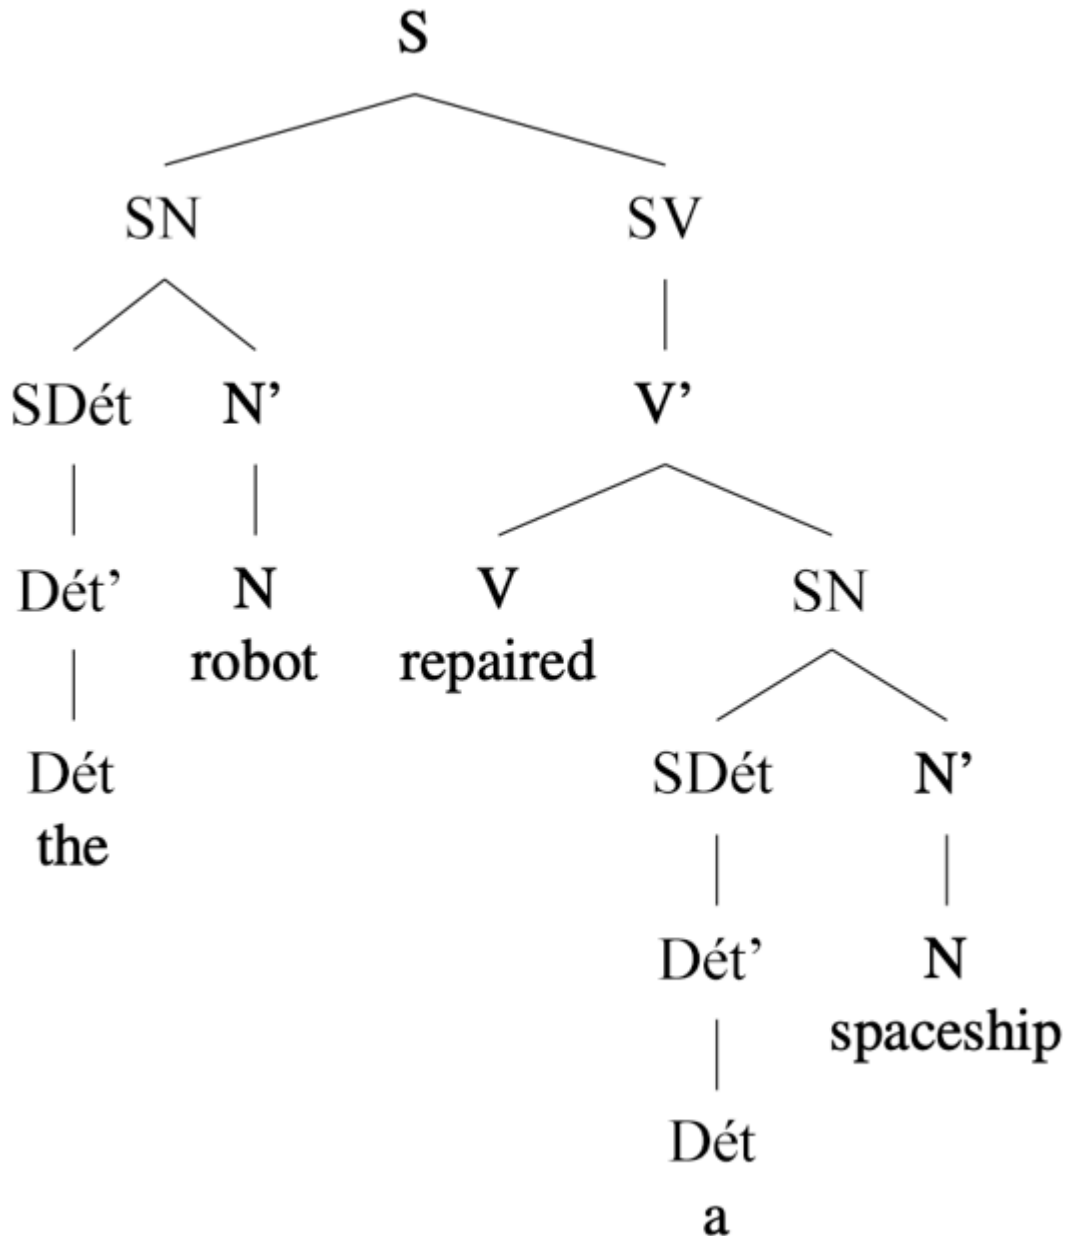 S
SN SV
SDét N’ V’
Dét’ N V SN
robot repaired
Dét SDét N’
the
Dét’ N
spaceship
Dét
a